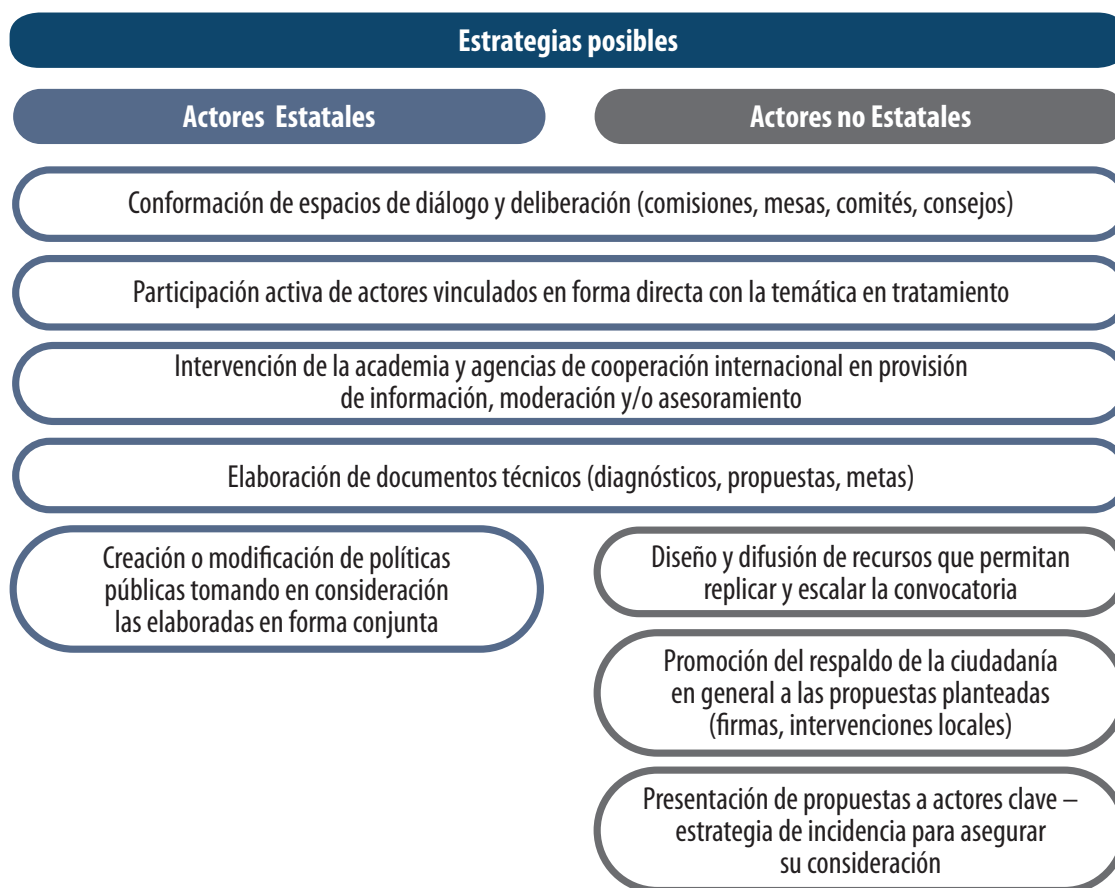 Estrategias posibles
Actores Estatales
Actores no Estatales
Conformación de espacios de diálogo y deliberación (comisiones, mesas, comités, consejos)
Participación activa de actores vinculados en forma directa con la temática en tratamiento
Intervención de la academia y agencias de cooperación internacional en provisión
de información, moderación y/o asesoramiento
Elaboración de documentos técnicos (diagnósticos, propuestas, metas)
Creación o modificación de políticas
públicas tomando en consideración
las elaboradas en forma conjunta
Diseño y difusión de recursos que permitan
replicar y escalar la convocatoria
Promoción del respaldo de la ciudadanía
en general a las propuestas planteadas
(firmas, intervenciones locales)
Presentación de propuestas a actores clave –
estrategia de incidencia para asegurar
su consideración